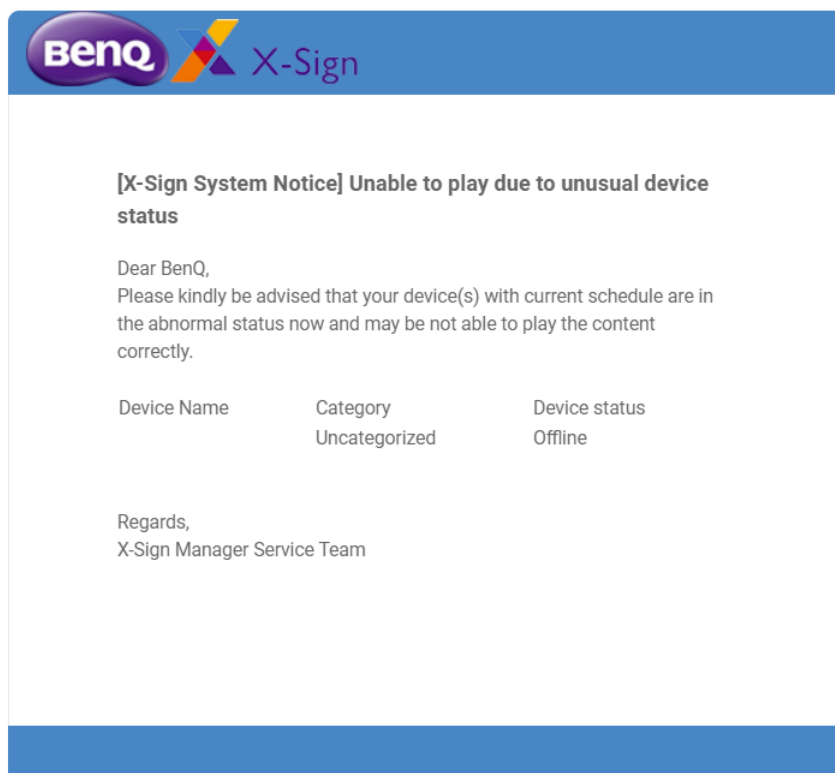 BenQ X-Sign
[X-Sign System Notice] Unable to play due to unusual device
status
Dear BenQ,
Please kindly be advised that your device(s) with current schedule are in
the abnormal status now and may be not able to play the content
correctly.
Device Name Category Device status
Uncategorized Offline
Regards,
X-Sign Manager Service Team